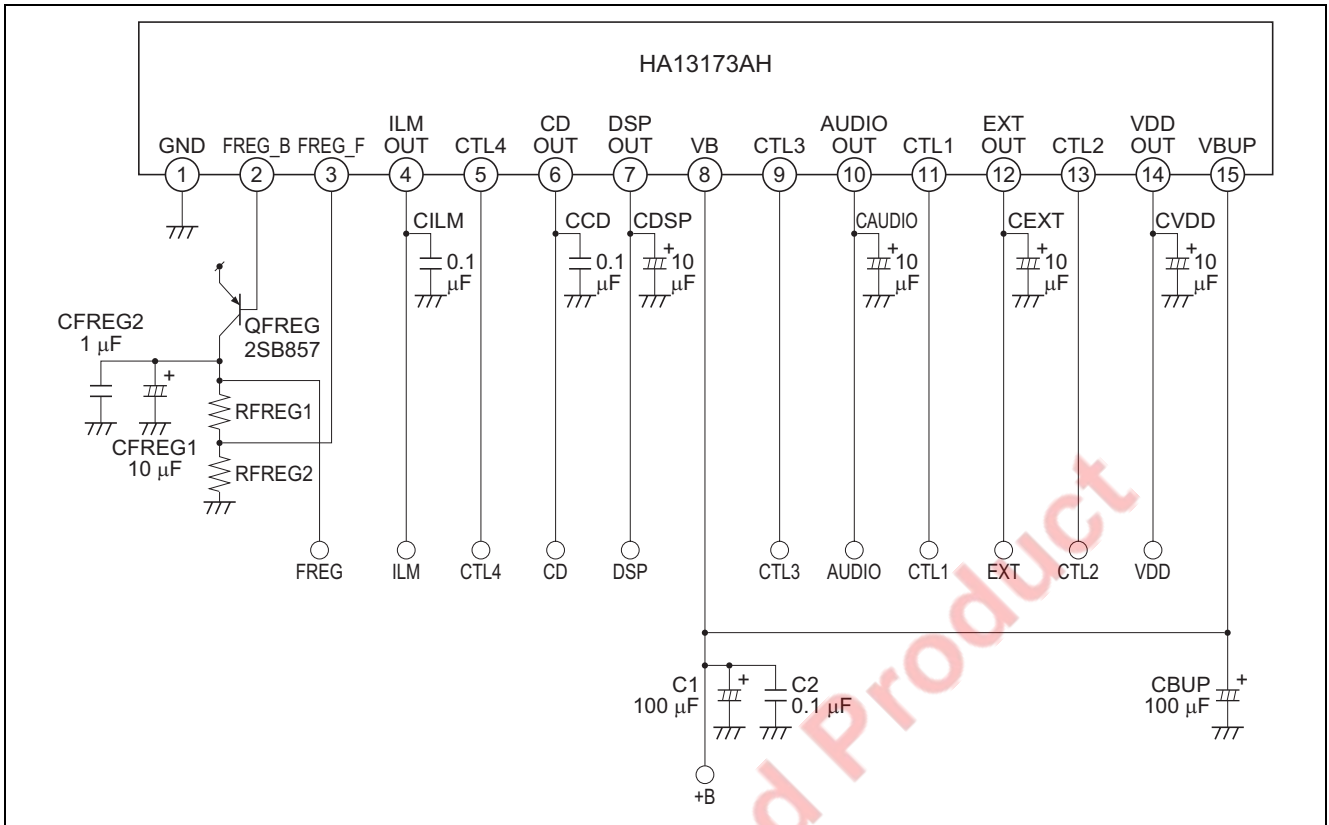 HA13173AH
GND FREG_B FREG_F ILM OUT CTL4 CD OUT DSP OUT VB CTL3 AUDIO OUT CTL1 EXT OUT CTL2 VDD OUT VBUP
1 2 3 4 5 6 7 8 9 10 11 12 13 14 15
CILM
0.1
μF
CCD
0.1
μF
CDSP
+
10
μF
CAUDIO
+
10
μF
CEXT
+
10
μF
CVDD
+
10
μF
QFREG
2SB857
CFREG2
1 μF
+
RFREG1
CFREG1
10 μF
RFREG2
FREG ILM CTL4 CD DSP CTL3 AUDIO CTL1 EXT CTL2 VDD
C1
100 μF
+
C2
0.1 μF
CBUP
100 μF
+
+B
d Product